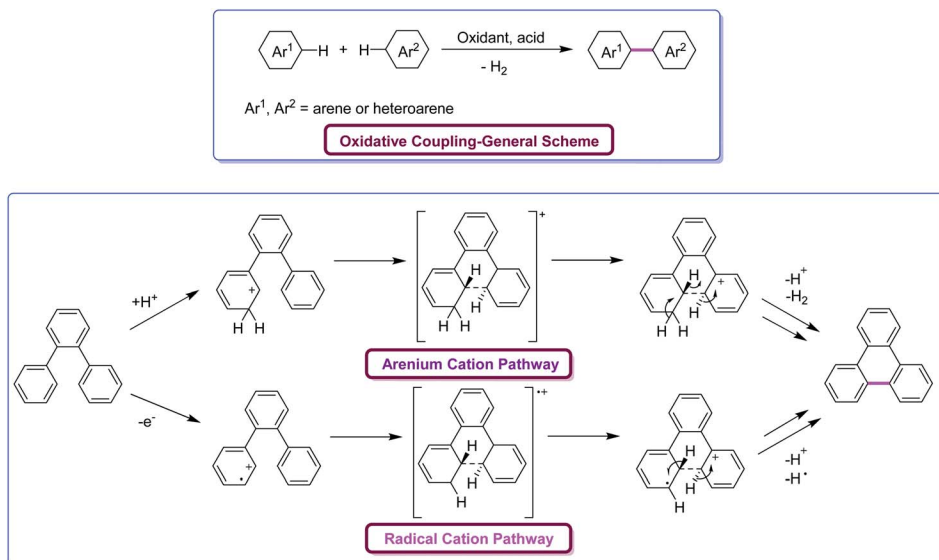 Ar¹ H + H Ar² Oxidant, acid - H₂ Ar¹ Ar²
Ar¹, Ar² = arene or heteroarene
Oxidative Coupling-General Scheme
+H⁺
+
H H
H
H
H H
+
H
H
+
H H
-H⁺
-H₂
Arenium Cation Pathway
-e⁻
+
•
H
H
H
•+
H
H
+
•
H
-H⁺
-H•
Radical Cation Pathway